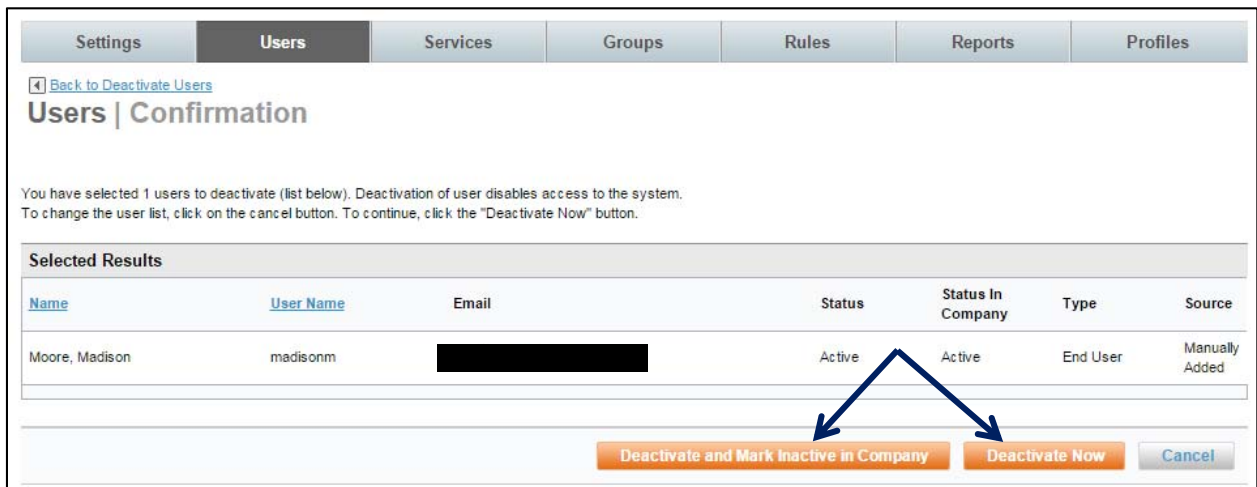 Settings Users Services Groups Rules Reports Profiles
Back to Deactivate Users
Users | Confirmation
You have selected 1 users to deactivate (list below). Deactivation of user disables access to the system.
To change the user list, click on the cancel button. To continue, click the "Deactivate Now" button.
Selected Results
Name User Name Email Status Status In Company Type Source
Moore, Madison madisonm Active Active End User Manually Added
Deactivate and Mark Inactive in Company Deactivate Now Cancel